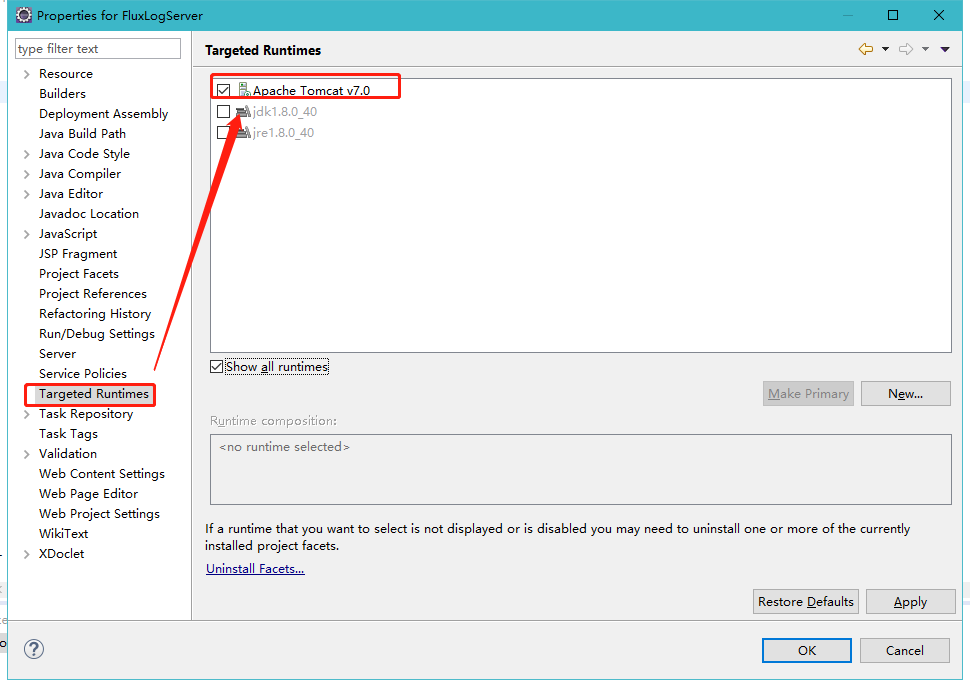 Properties for FluxLogServer
type filter text
Resource
Builders
Deployment Assembly
Java Build Path
Java Code Style
Java Compiler
Java Editor
Javadoc Location
JavaScript
JSP Fragment
Project Facets
Project References
Refactoring History
Run/Debug Settings
Server
Service Policies
Targeted Runtimes
Task Repository
Task Tags
Validation
Web Content Settings
Web Page Editor
Web Project Settings
WikiText
XDoclet
Targeted Runtimes
Apache Tomcat v7.0
jdk1.8.0_40
jre1.8.0_40
Show all runtimes
Make Primary
New...
Runtime composition:
<no runtime selected>
If a runtime that you want to select is not displayed or is disabled you may need to uninstall one or more of the currently
installed project facets.
Uninstall Facets...
Restore Defaults
Apply
?
OK
Cancel